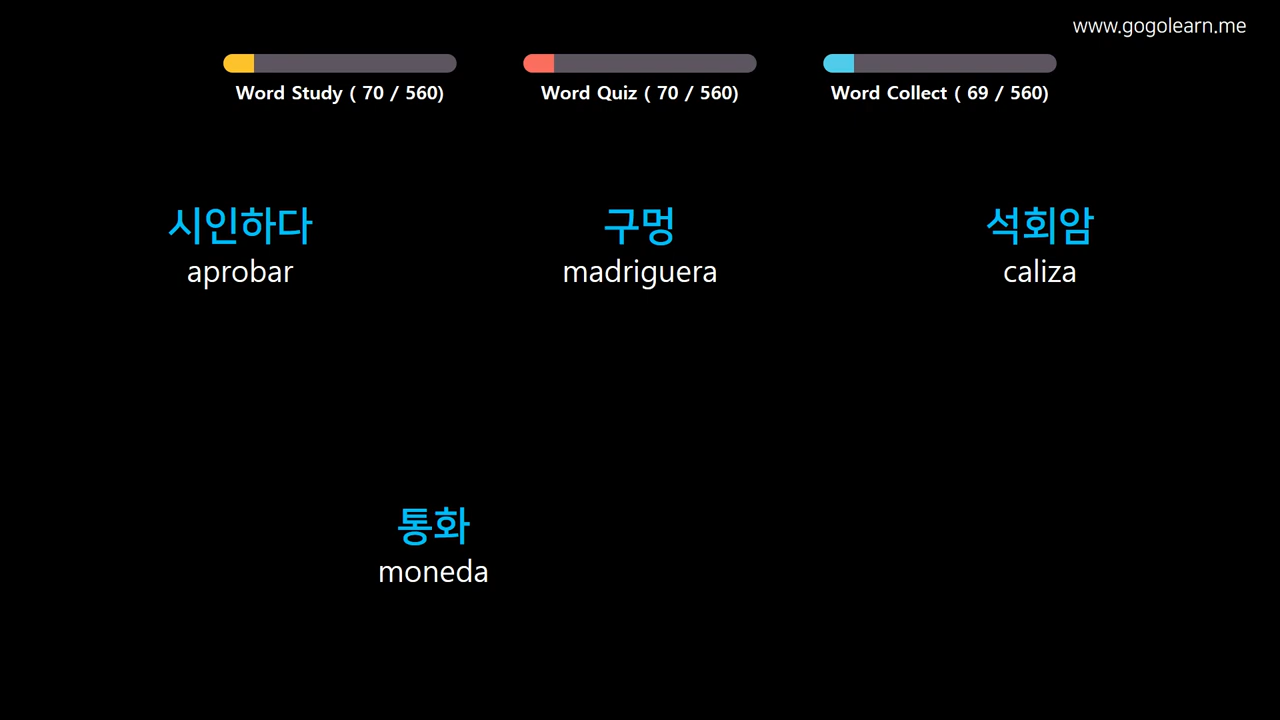 www.gogolearn.me
Word Study ( 70 / 560)
Word Quiz ( 70 / 560)
Word Collect ( 69 / 560)
시인하다
aprobar
구멍
madriguera
석회암
caliza
통화
moneda